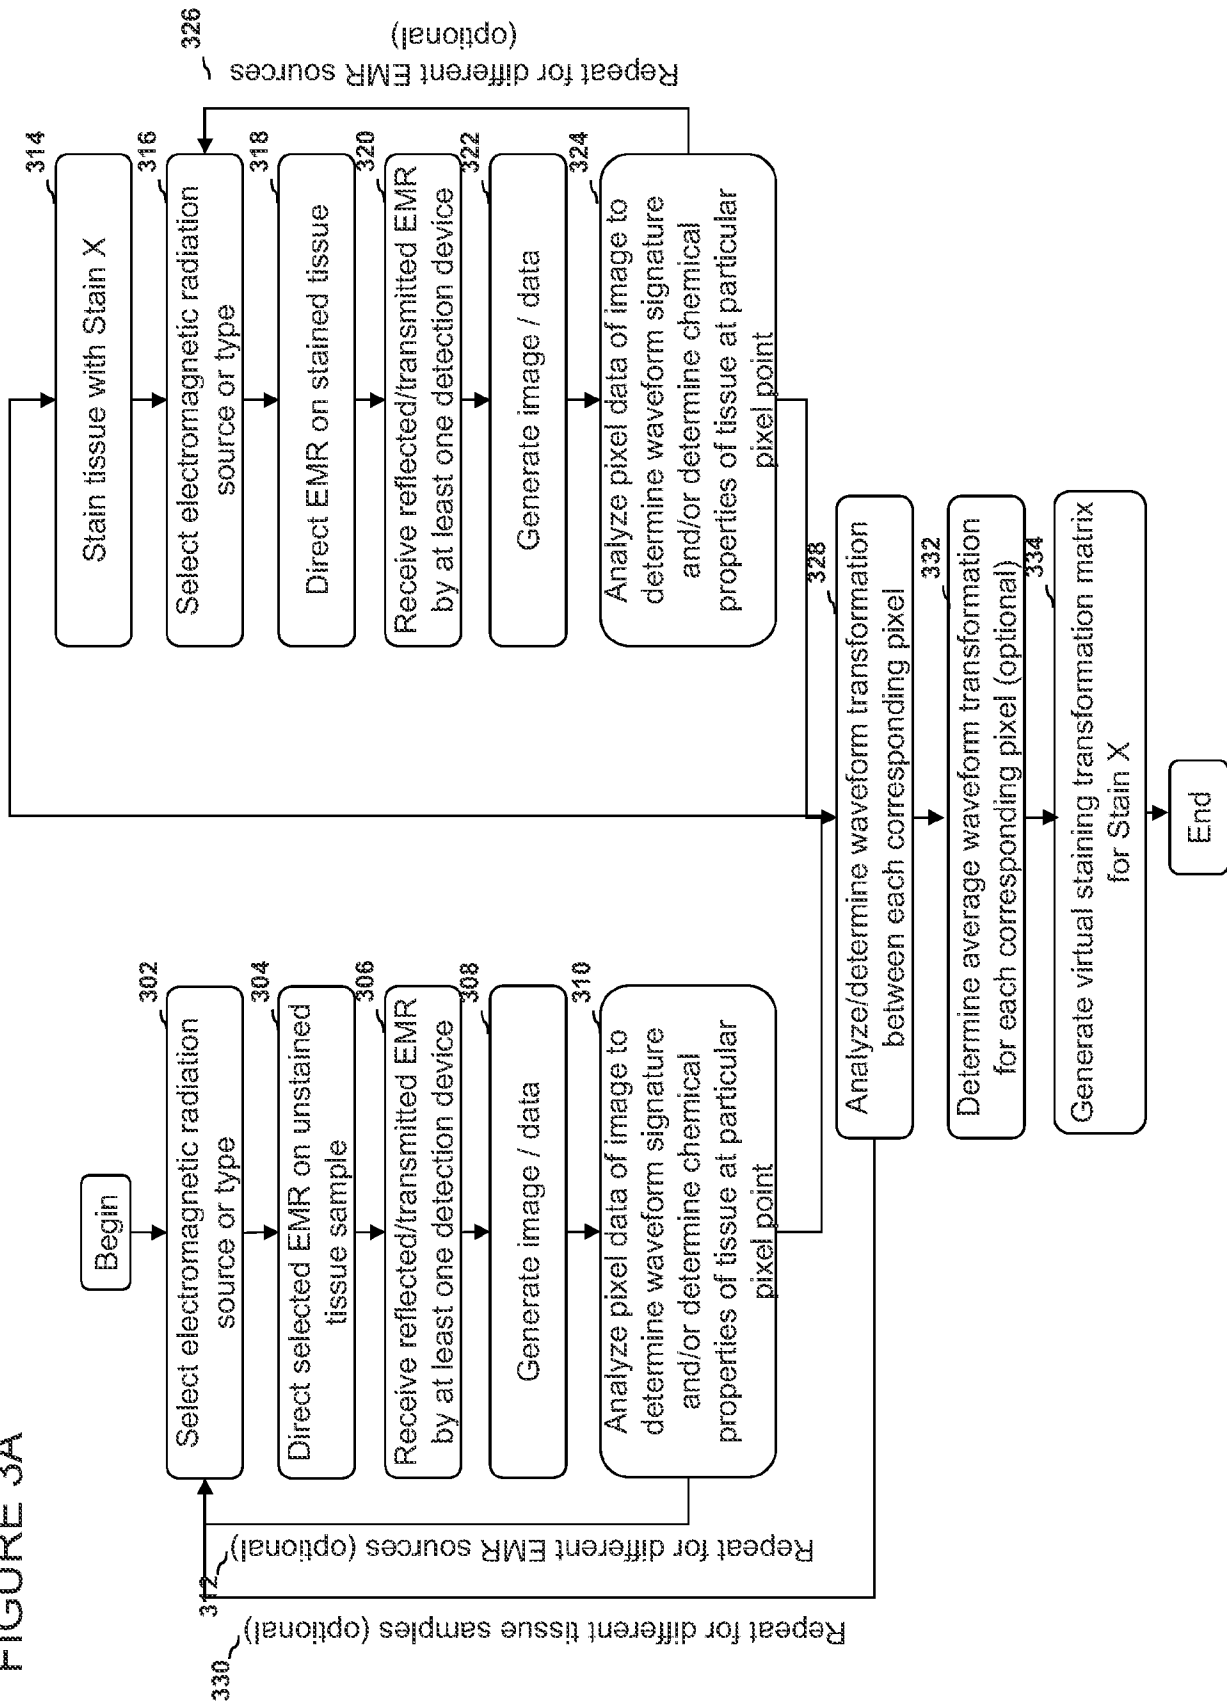 FIGURE 3A
Begin
302
Select electromagnetic radiation
source or type
304
Direct selected EMR on unstained
tissue sample
306
Receive reflected/transmitted EMR
by at least one detection device
308
Generate image / data
310
Analyze pixel data of image to
determine waveform signature
and/or determine chemical
properties of tissue at particular
pixel point
312
Repeat for different EMR sources (optional)
330
Repeat for different tissue samples (optional)
314
Stain tissue with Stain X
316
Select electromagnetic radiation
source or type
318
Direct EMR on stained tissue
320
Receive reflected/transmitted EMR
by at least one detection device
322
Generate image / data
324
Analyze pixel data of image to
determine waveform signature
and/or determine chemical
properties of tissue at particular
pixel point
326
Repeat for different EMR sources
(optional)
328
Analyze/determine waveform transformation
between each corresponding pixel
332
Determine average waveform transformation
for each corresponding pixel (optional)
334
Generate virtual staining transformation matrix
for Stain X
End